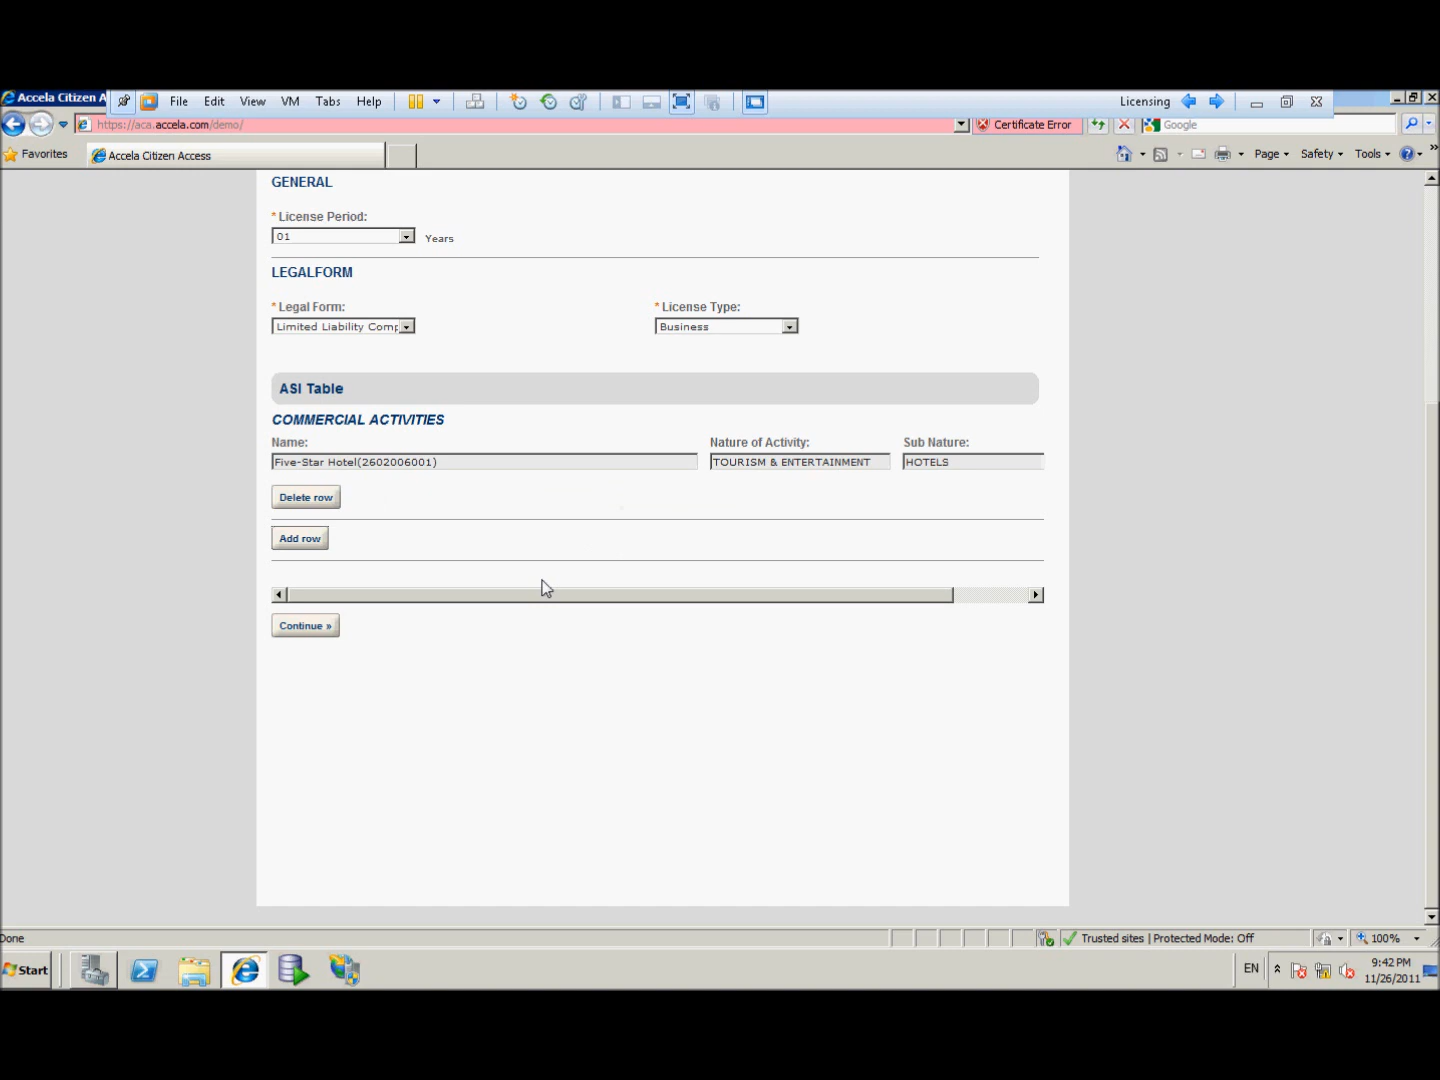 Accela Citizen A
File Edit View VM Tabs Help
Licensing
https://aca.accela.com/demo/
Certificate Error
Google
Favorites
Accela Citizen Access
Page
Safety
Tools
GENERAL
* License Period:
01
Years
LEGALFORM
* Legal Form:
* License Type:
Limited Liability Comp
Business
ASI Table
COMMERCIAL ACTIVITIES
Name:
Nature of Activity:
Sub Nature:
Five-Star Hotel(2602006001)
TOURISM & ENTERTAINMENT
HOTELS
Delete row
Add row
Continue »
Done
Trusted sites | Protected Mode: Off
100%
Start
EN
9:42 PM
11/26/2011